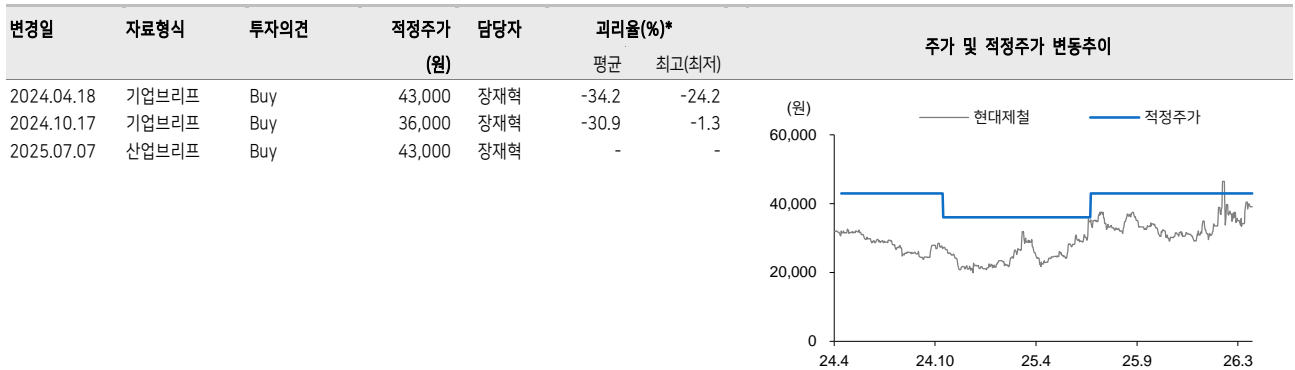 변경일 자료형식 투자의견 적정주가 담당자 괴리율(%)* 주가 및 적정주가 변동추이
(원) 평균 최고(최저)
2024.04.18 기업브리프 Buy 43,000 장재혁 -34.2 -24.2
2024.10.17 기업브리프 Buy 36,000 장재혁 -30.9 -1.3
2025.07.07 산업브리프 Buy 43,000 장재혁 - -
(원) 현대제철 적정주가
60,000
40,000
20,000
0
24.4 24.10 25.4 25.9 26.3